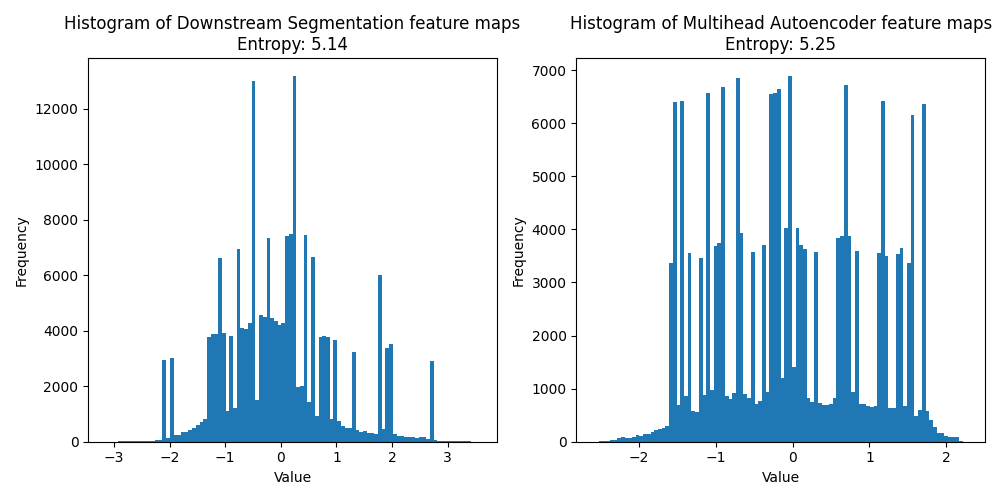 Histogram of Downstream Segmentation feature maps
Entropy: 5.14
Frequency
12000
10000
8000
6000
4000
2000
0
−3 −2 −1 0 1 2 3
Value
Histogram of Multihead Autoencoder feature maps
Entropy: 5.25
Frequency
7000
6000
5000
4000
3000
2000
1000
0
−2 −1 0 1 2
Value